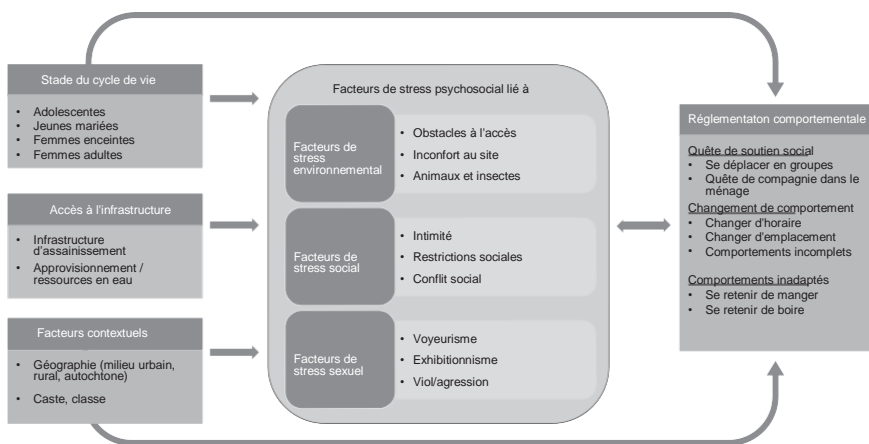 Stade du cycle de vie
• Adolescentes
• Jeunes mariées
• Femmes enceintes
• Femmes adultes
Accès à l'infrastructure
• Infrastructure
d'assainissement
• Approvisionnement /
ressources en eau
Facteurs contextuels
• Géographie (milieu urbain,
rural, autochtone)
• Caste, classe
Facteurs de stress psychosocial lié à
Facteurs de
stress
environnemental
• Obstacles à l'accès
• Inconfort au site
• Animaux et insectes
Facteurs de
stress social
• Intimité
• Restrictions sociales
• Conflit social
Facteurs de
stress sexuel
• Voyeurisme
• Exhibitionnisme
• Viol/agression
Réglementaton comportementale
Quête de soutien social
• Se déplacer en groupes
• Quête de compagnie dans le
ménage
Changement de comportement
• Changer d'horaire
• Changer d'emplacement
• Comportements incomplets
Comportements inadaptés
• Se retenir de manger
• Se retenir de boire